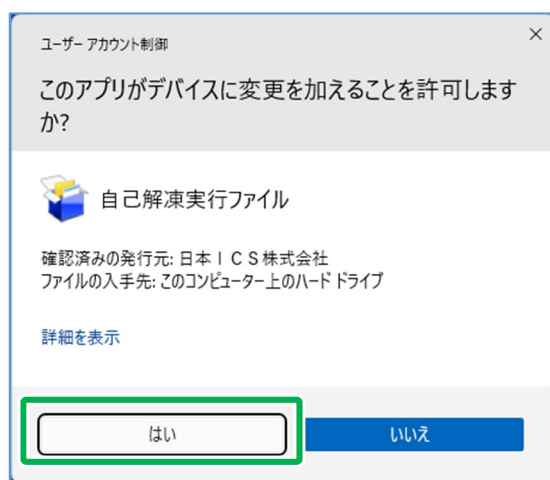 ユーザー アカウント制御
このアプリがデバイスに変更を加えることを許可します
か?
自己解凍実行ファイル
確認済みの発行元: 日本ＩＣＳ株式会社
ファイルの入手先: このコンピューター上のハード ドライブ
詳細を表示
はい
いいえ